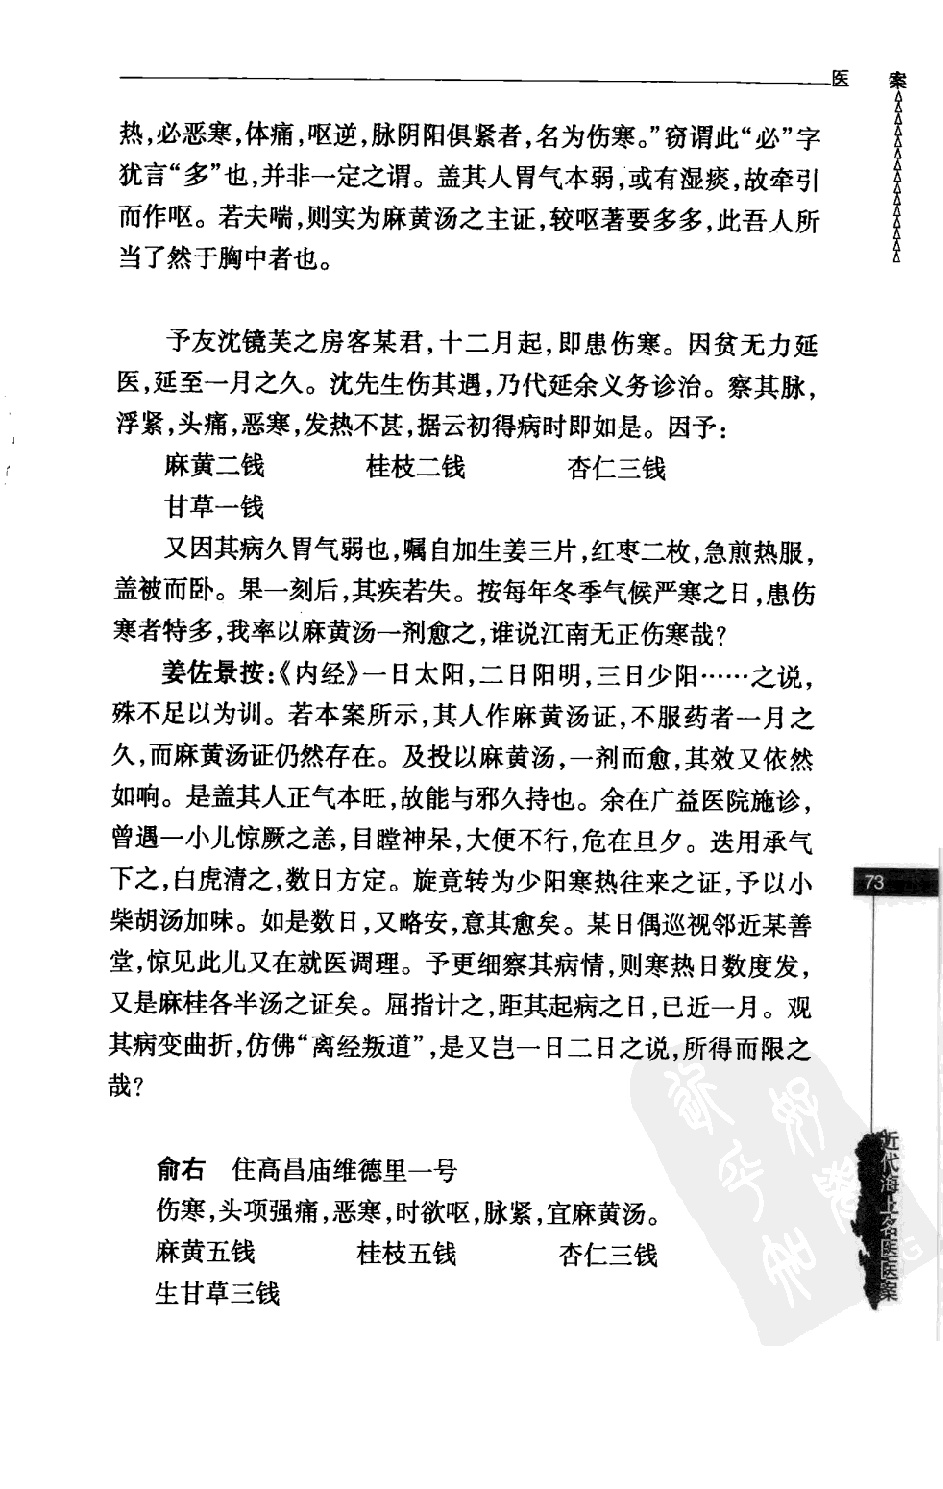 医 案
热,必恶寒,体痛,呕逆,脉阴阳俱紧者,名为伤寒。”窃谓此“必”字
犹言“多”也,并非一定之谓。盖其人胃气本弱,或有湿痰,故牵引
而作呕。若夫喘,则实为麻黄汤之主证,较呕著要多多,此吾人所
当了然于胸中者也。
予友沈镜芙之房客某君,十二月起,即患伤寒。因贫无力延
医,延至一月之久。沈先生伤其遇,乃代延余义务诊治。察其脉,
浮紧,头痛,恶寒,发热不甚,据云初得病时即如是。因予:
麻黄二钱 桂枝二钱 杏仁三钱
甘草一钱
又因其病久胃气弱也,嘱自加生姜三片,红枣二枚,急煎热服,
盖被而卧。果一刻后,其疾若失。按每年冬季气候严寒之日,患伤
寒者特多,我率以麻黄汤一剂愈之,谁说江南无正伤寒哉?
姜佐景按:《内经》一日太阳,二日阳明,三日少阳……之说,
殊不足以为训。若本案所示,其人作麻黄汤证,不服药者一月之
久,而麻黄汤证仍然存在。及投以麻黄汤,一剂而愈,其效又依然
如响。是盖其人正气本旺,故能与邪久持也。余在广益医院施诊,
曾遇一小儿惊厥之恙,目瞠神呆,大便不行,危在旦夕。迭用承气
下之,白虎清之,数日方定。旋竟转为少阳寒热往来之证,予以小
柴胡汤加味。如是数日,又略安,意其愈矣。某日偶巡视邻近某善
堂,惊见此儿又在就医调理。予更细察其病情,则寒热日数度发,
又是麻桂各半汤之证矣。屈指计之,距其起病之日,已近一月。观
其病变曲折,仿佛“离经叛道”,是又岂一日二日之说,所得而限之
哉?
俞右 住高昌庙维德里一号
伤寒,头项强痛,恶寒,时欲呕,脉紧,宜麻黄汤。
麻黄五钱 桂枝五钱 杏仁三钱
生甘草三钱
73
近代海上名医医案